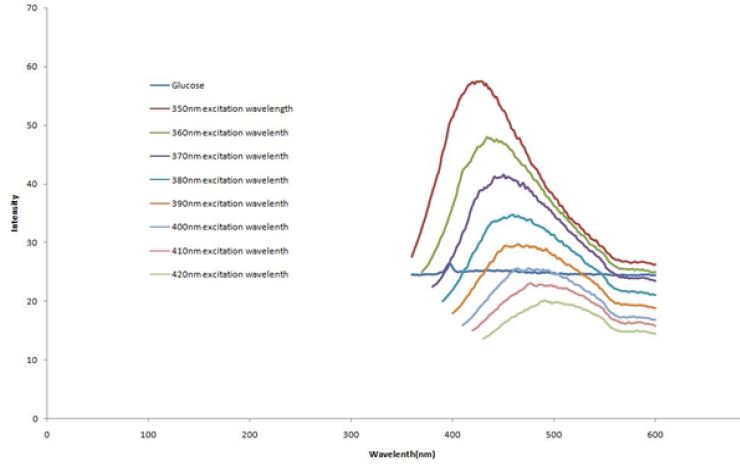 70
60
50
40
30
20
10
0
Intensity
Glucose
350nm excitation wavelength
360nm excitation wavelenth
370nm excitation wavelenth
380nm excitation wavelenth
390nm excitation wavelenth
400nm excitation wavelenth
410nm excitation wavelenth
420nm excitation wavelenth
0 100 200 300 400 500 600
Wavelenth(nm)